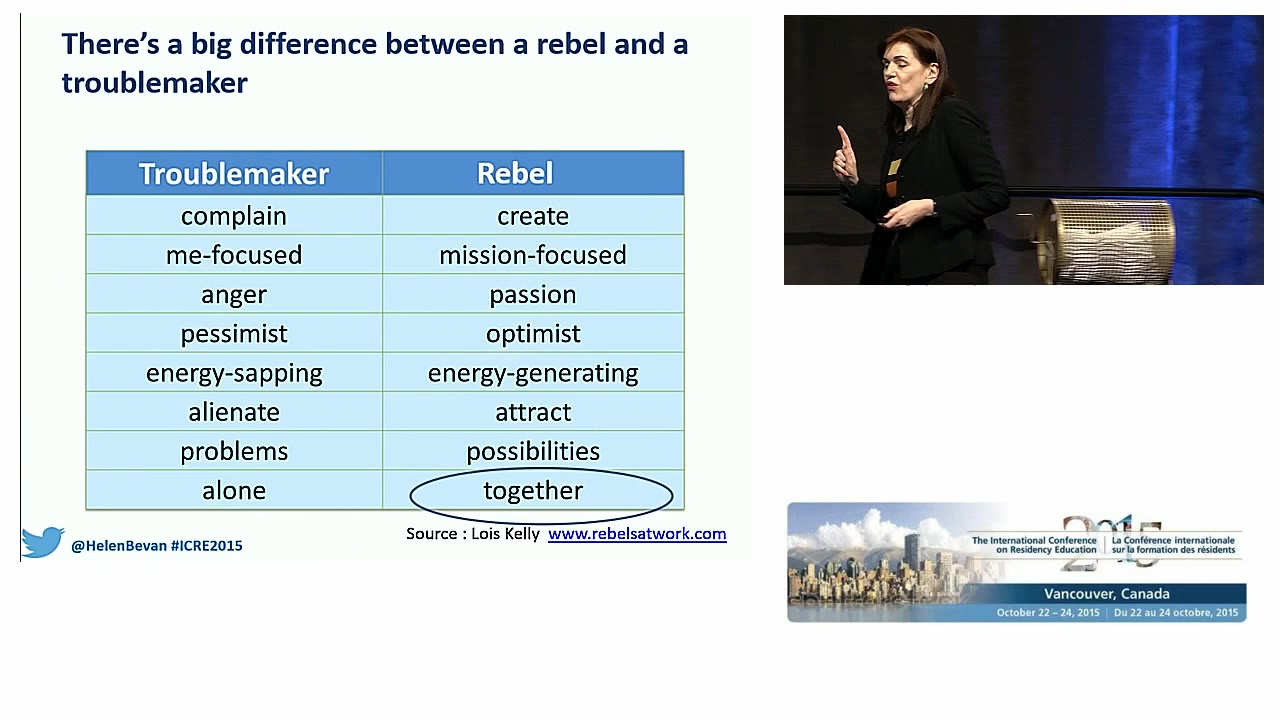 There's a big difference between a rebel and a
troublemaker
Troublemaker Rebel
complain create
me-focused mission-focused
anger passion
pessimist optimist
energy-sapping energy-generating
alienate attract
problems possibilities
alone together
Source : Lois Kelly www.rebelsatwork.com
@HelenBevan #ICRE2015
2015
The International Conference
on Residency Education
La Conférence internationale
sur la formation des résidents
Vancouver, Canada
October 22 – 24, 2015 | Du 22 au 24 octobre, 2015